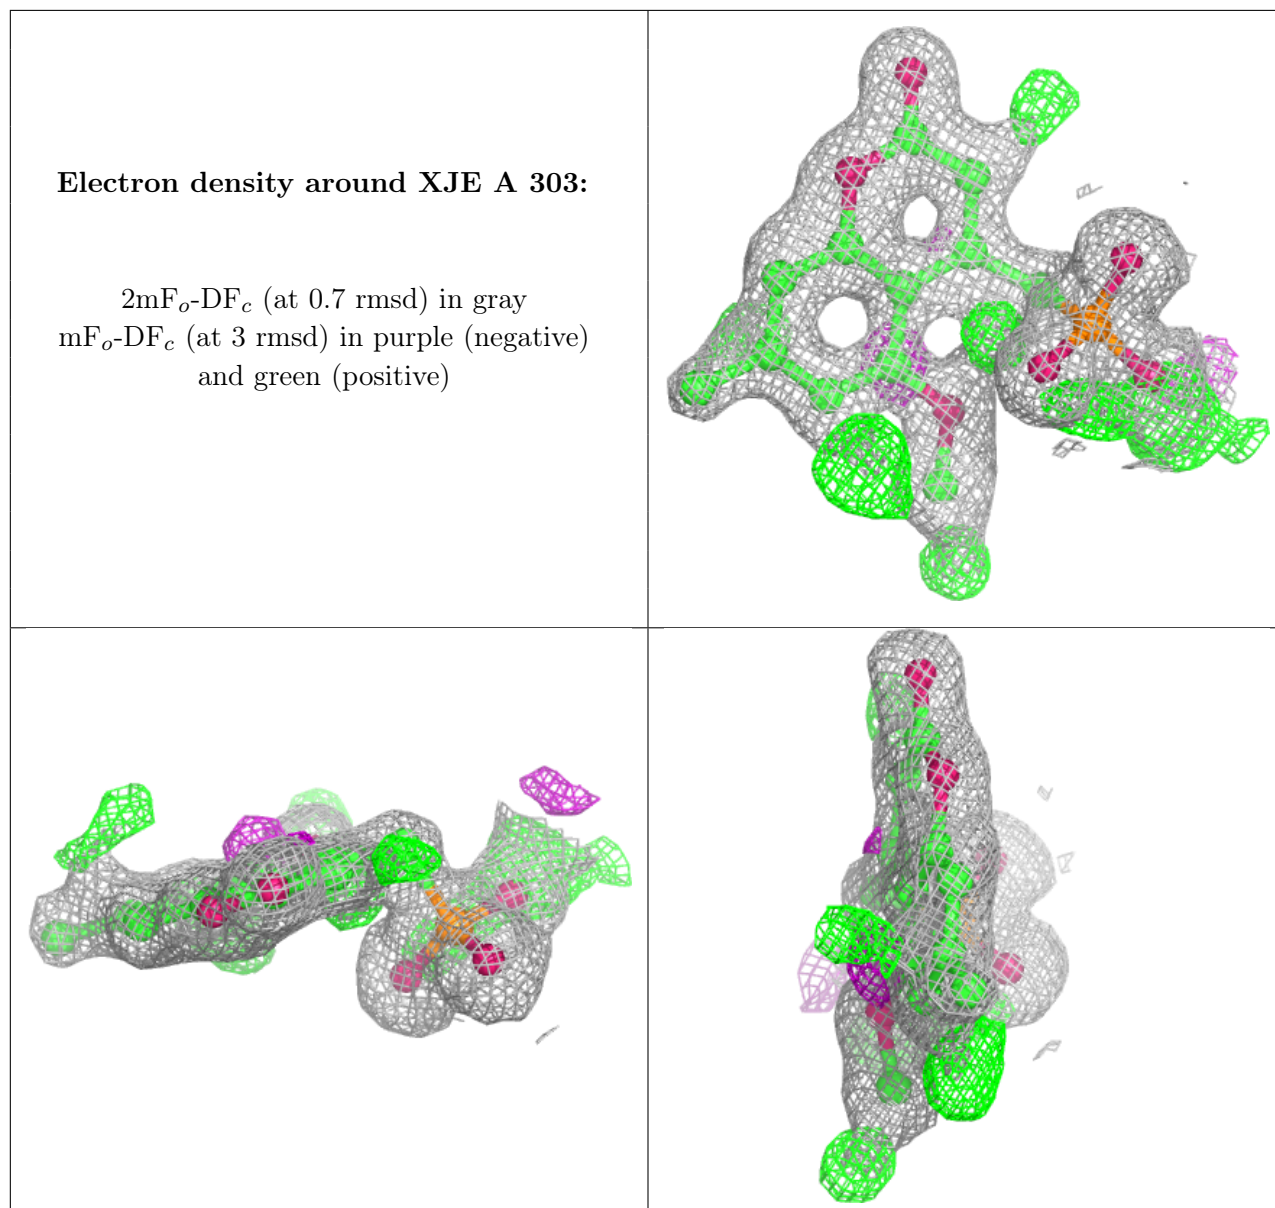 Electron density around XJE A 303:
2mFo-DFc (at 0.7 rmsd) in gray
mFo-DFc (at 3 rmsd) in purple (negative)
and green (positive)